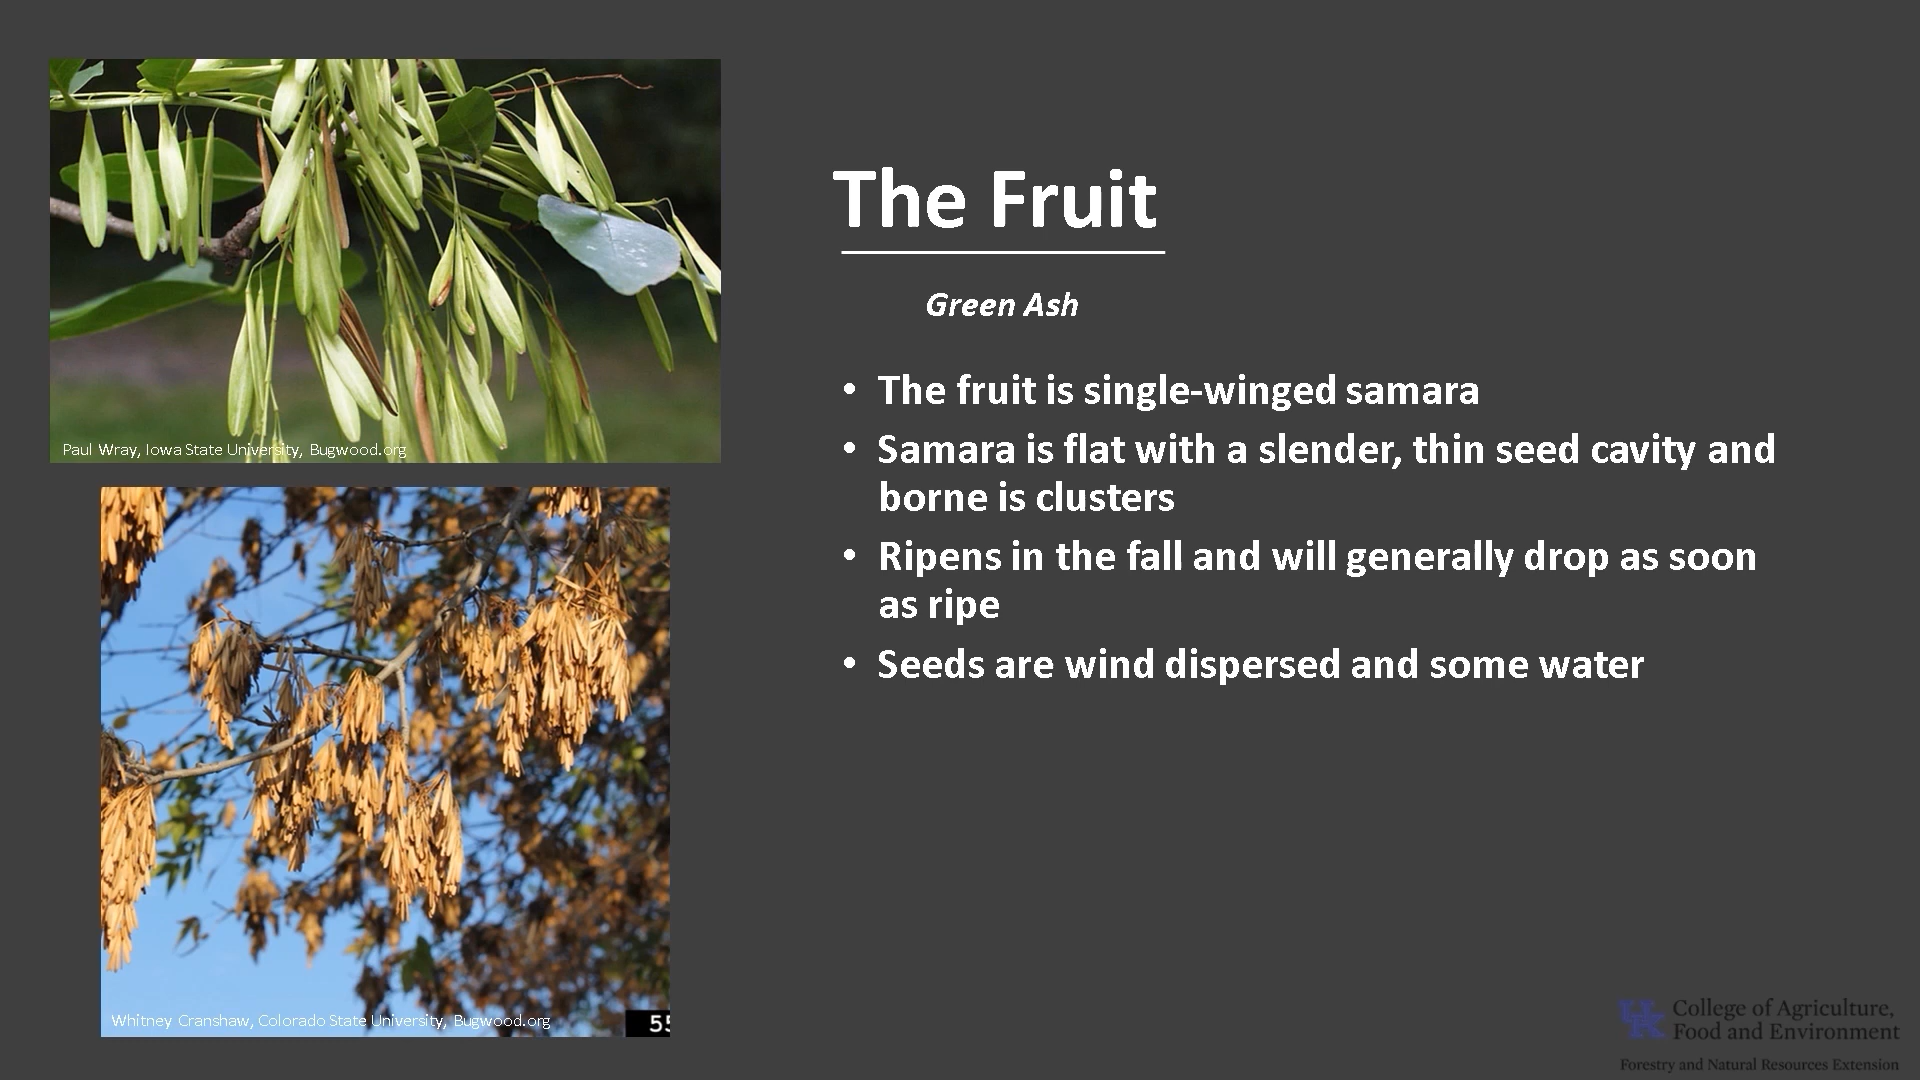 The Fruit
Green Ash
• The fruit is single-winged samara
• Samara is flat with a slender, thin seed cavity and
borne is clusters
• Ripens in the fall and will generally drop as soon
as ripe
• Seeds are wind dispersed and some water
Paul Wray, Iowa State University, Bugwood.org
Whitney Cranshaw, Colorado State University, Bugwood.org
UK College of Agriculture,
Food and Environment
Forestry and Natural Resources Extension